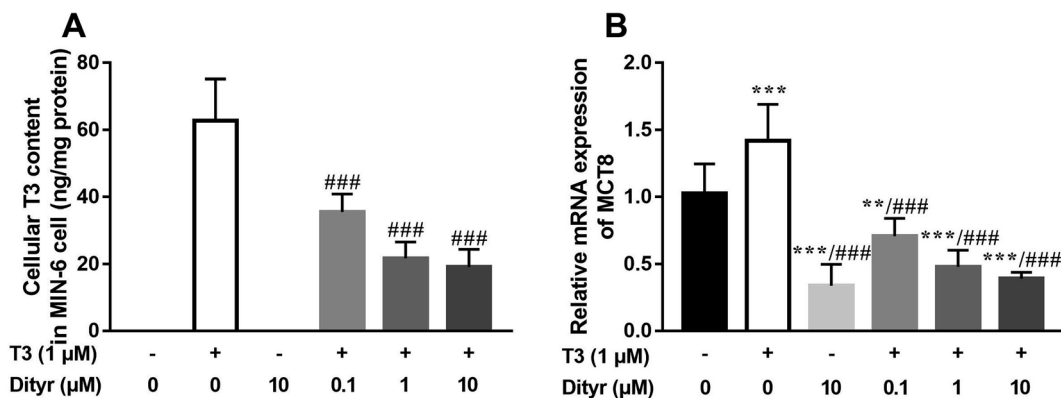 A
Cellular T3 content
in MIN-6 cell (ng/mg protein)
80
60
40
20
0
###
###
###
T3 (1 μM) - + - + + +
Dityr (μM) 0 0 10 0.1 1 10
B
Relative mRNA expression
of MCT8
2.0
1.5
1.0
0.5
0.0
***
***/###
**/###
***/###
***/###
T3 (1 μM) - + - + + +
Dityr (μM) 0 0 10 0.1 1 10